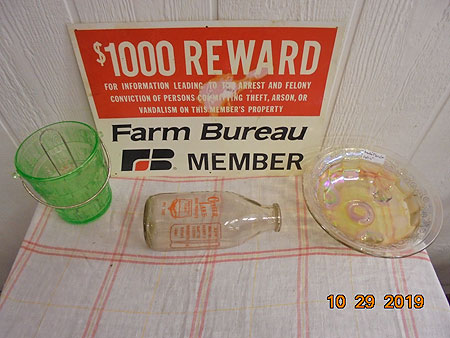 $1000 REWARD
FOR INFORMATION LEADING TO THE ARREST AND FELONY
CONVICTION OF PERSONS COMMITTING THEFT, ARSON, OR
VANDALISM ON THIS MEMBER'S PROPERTY
Farm Bureau
FB MEMBER
10 29 2019